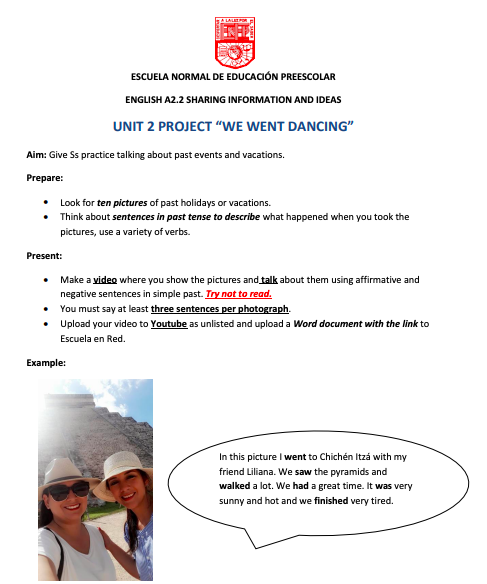 A LA LUZ POR
ESCUELA NORMAL DE EDUCACIÓN PREESCOLAR
ENGLISH A2.2 SHARING INFORMATION AND IDEAS
UNIT 2 PROJECT “WE WENT DANCING”
Aim: Give Ss practice talking about past events and vacations.
Prepare:
• Look for ten pictures of past holidays or vacations.
• Think about sentences in past tense to describe what happened when you took the
pictures, use a variety of verbs.
Present:
• Make a video where you show the pictures and talk about them using affirmative and
negative sentences in simple past. Try not to read.
• You must say at least three sentences per photograph.
• Upload your video to Youtube as unlisted and upload a Word document with the link to
Escuela en Red.
Example:
In this picture I went to Chichén Itzá with my
friend Liliana. We saw the pyramids and
walked a lot. We had a great time. It was very
sunny and hot and we finished very tired.